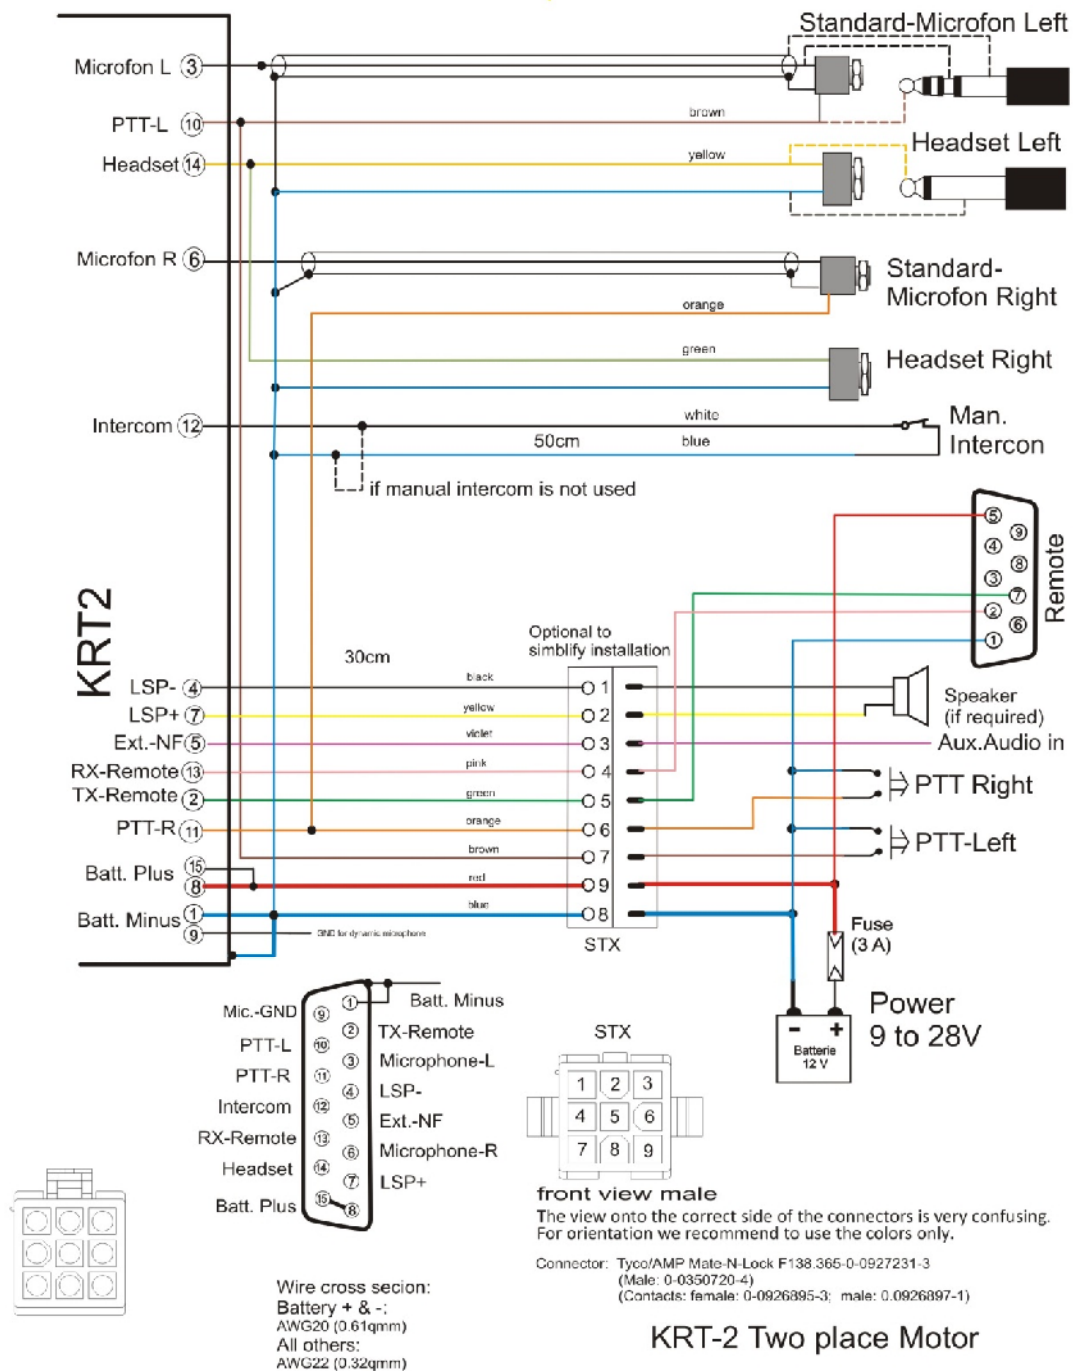 Standard-Microfon Left
Microfon L 3
brown
PTT-L 10
Headset Left
Headset 14
yellow
Microfon R 6
Standard-
Microfon Right
orange
green
Headset Right
white
Man.
Intercon
Intercom 12
50cm
blue
if manual intercom is not used
5
9
4
8
3
7
2
6
1
Remote
KRT2
Optional to
simblify installation
30cm
LSP- 4
black
1
Speaker
(if required)
LSP+ 7
yellow
2
Ext.-NF 5
violet
3
Aux.Audio in
RX-Remote 13
pink
4
TX-Remote 2
green
5
PTT Right
PTT-R 11
orange
6
brown
7
PTT-Left
15
Batt. Plus
8
red
9
Batt. Minus 1
blue
8
9
GND for dynamic microphone
STX
Fuse
(3 A)
Power
9 to 28V
- +
Batterie
12 V
1
Batt. Minus
Mic.-GND
9
2
TX-Remote
PTT-L
10
3
Microphone-L
PTT-R
11
4
LSP-
Intercom
12
5
Ext.-NF
RX-Remote
13
6
Microphone-R
Headset
14
7
LSP+
Batt. Plus
15
8
STX
1 2 3
4 5 6
7 8 9
front view male
The view onto the correct side of the connectors is very confusing.
For orientation we recommend to use the colors only.
Connector: Tyco/AMP Mate-N-Lock F138.365-0-0927231-3
(Male: 0-0350720-4)
(Contacts: female: 0-0926895-3; male: 0.0926897-1)
Wire cross secion:
Battery + & -:
AWG20 (0.61qmm)
All others:
AWG22 (0.32qmm)
KRT-2 Two place Motor